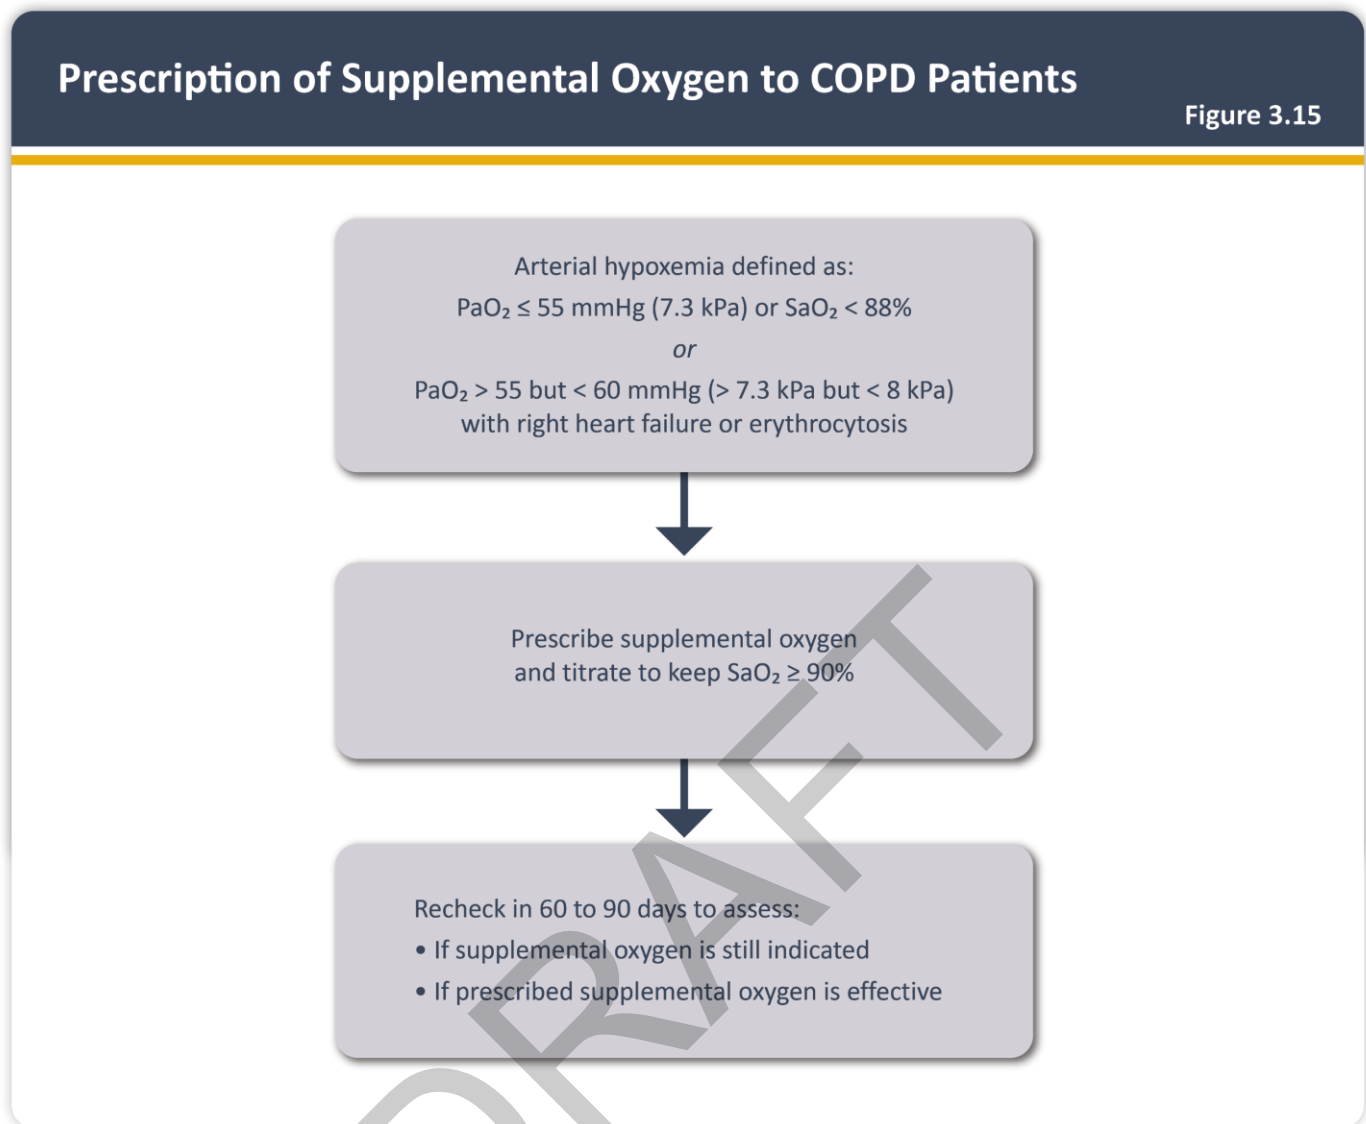 Prescription of Supplemental Oxygen to COPD Patients
Figure 3.15
Arterial hypoxemia defined as:
PaO₂ ≤ 55 mmHg (7.3 kPa) or SaO₂ < 88%
or
PaO₂ > 55 but < 60 mmHg (> 7.3 kPa but < 8 kPa)
with right heart failure or erythrocytosis
Prescribe supplemental oxygen
and titrate to keep SaO₂ ≥ 90%
Recheck in 60 to 90 days to assess:
• If supplemental oxygen is still indicated
• If prescribed supplemental oxygen is effective
DRAFT